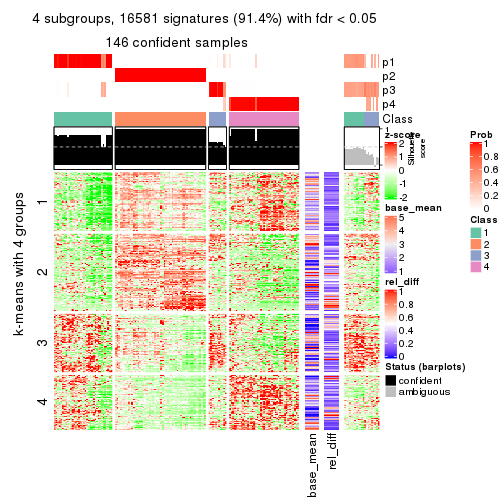 4 subgroups, 16581 signatures (91.4%) with fdr < 0.05
146 confident samples
p1
p2
p3
p4
Class
1
Silhouette
score
k-means with 4 groups
1
2
3
4
base_mean
rel_diff
z-score
2
1
0
-1
-2
base_mean
5
4
3
2
1
rel_diff
1
0.8
0.6
0.4
0.2
0
Status (barplots)
confident
ambiguous
Prob
1
0.8
0.6
0.4
0.2
0
Class
1
2
3
4